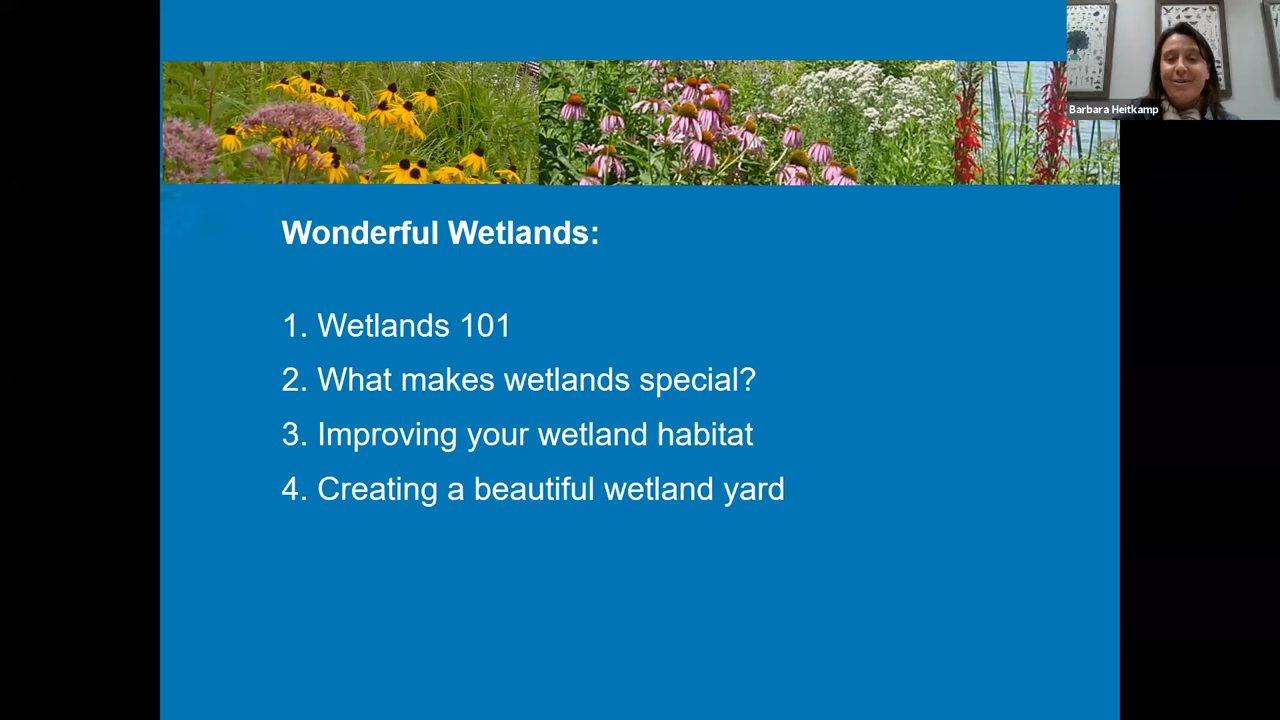 Barbara Heitkamp
Wonderful Wetlands:
1. Wetlands 101
2. What makes wetlands special?
3. Improving your wetland habitat
4. Creating a beautiful wetland yard